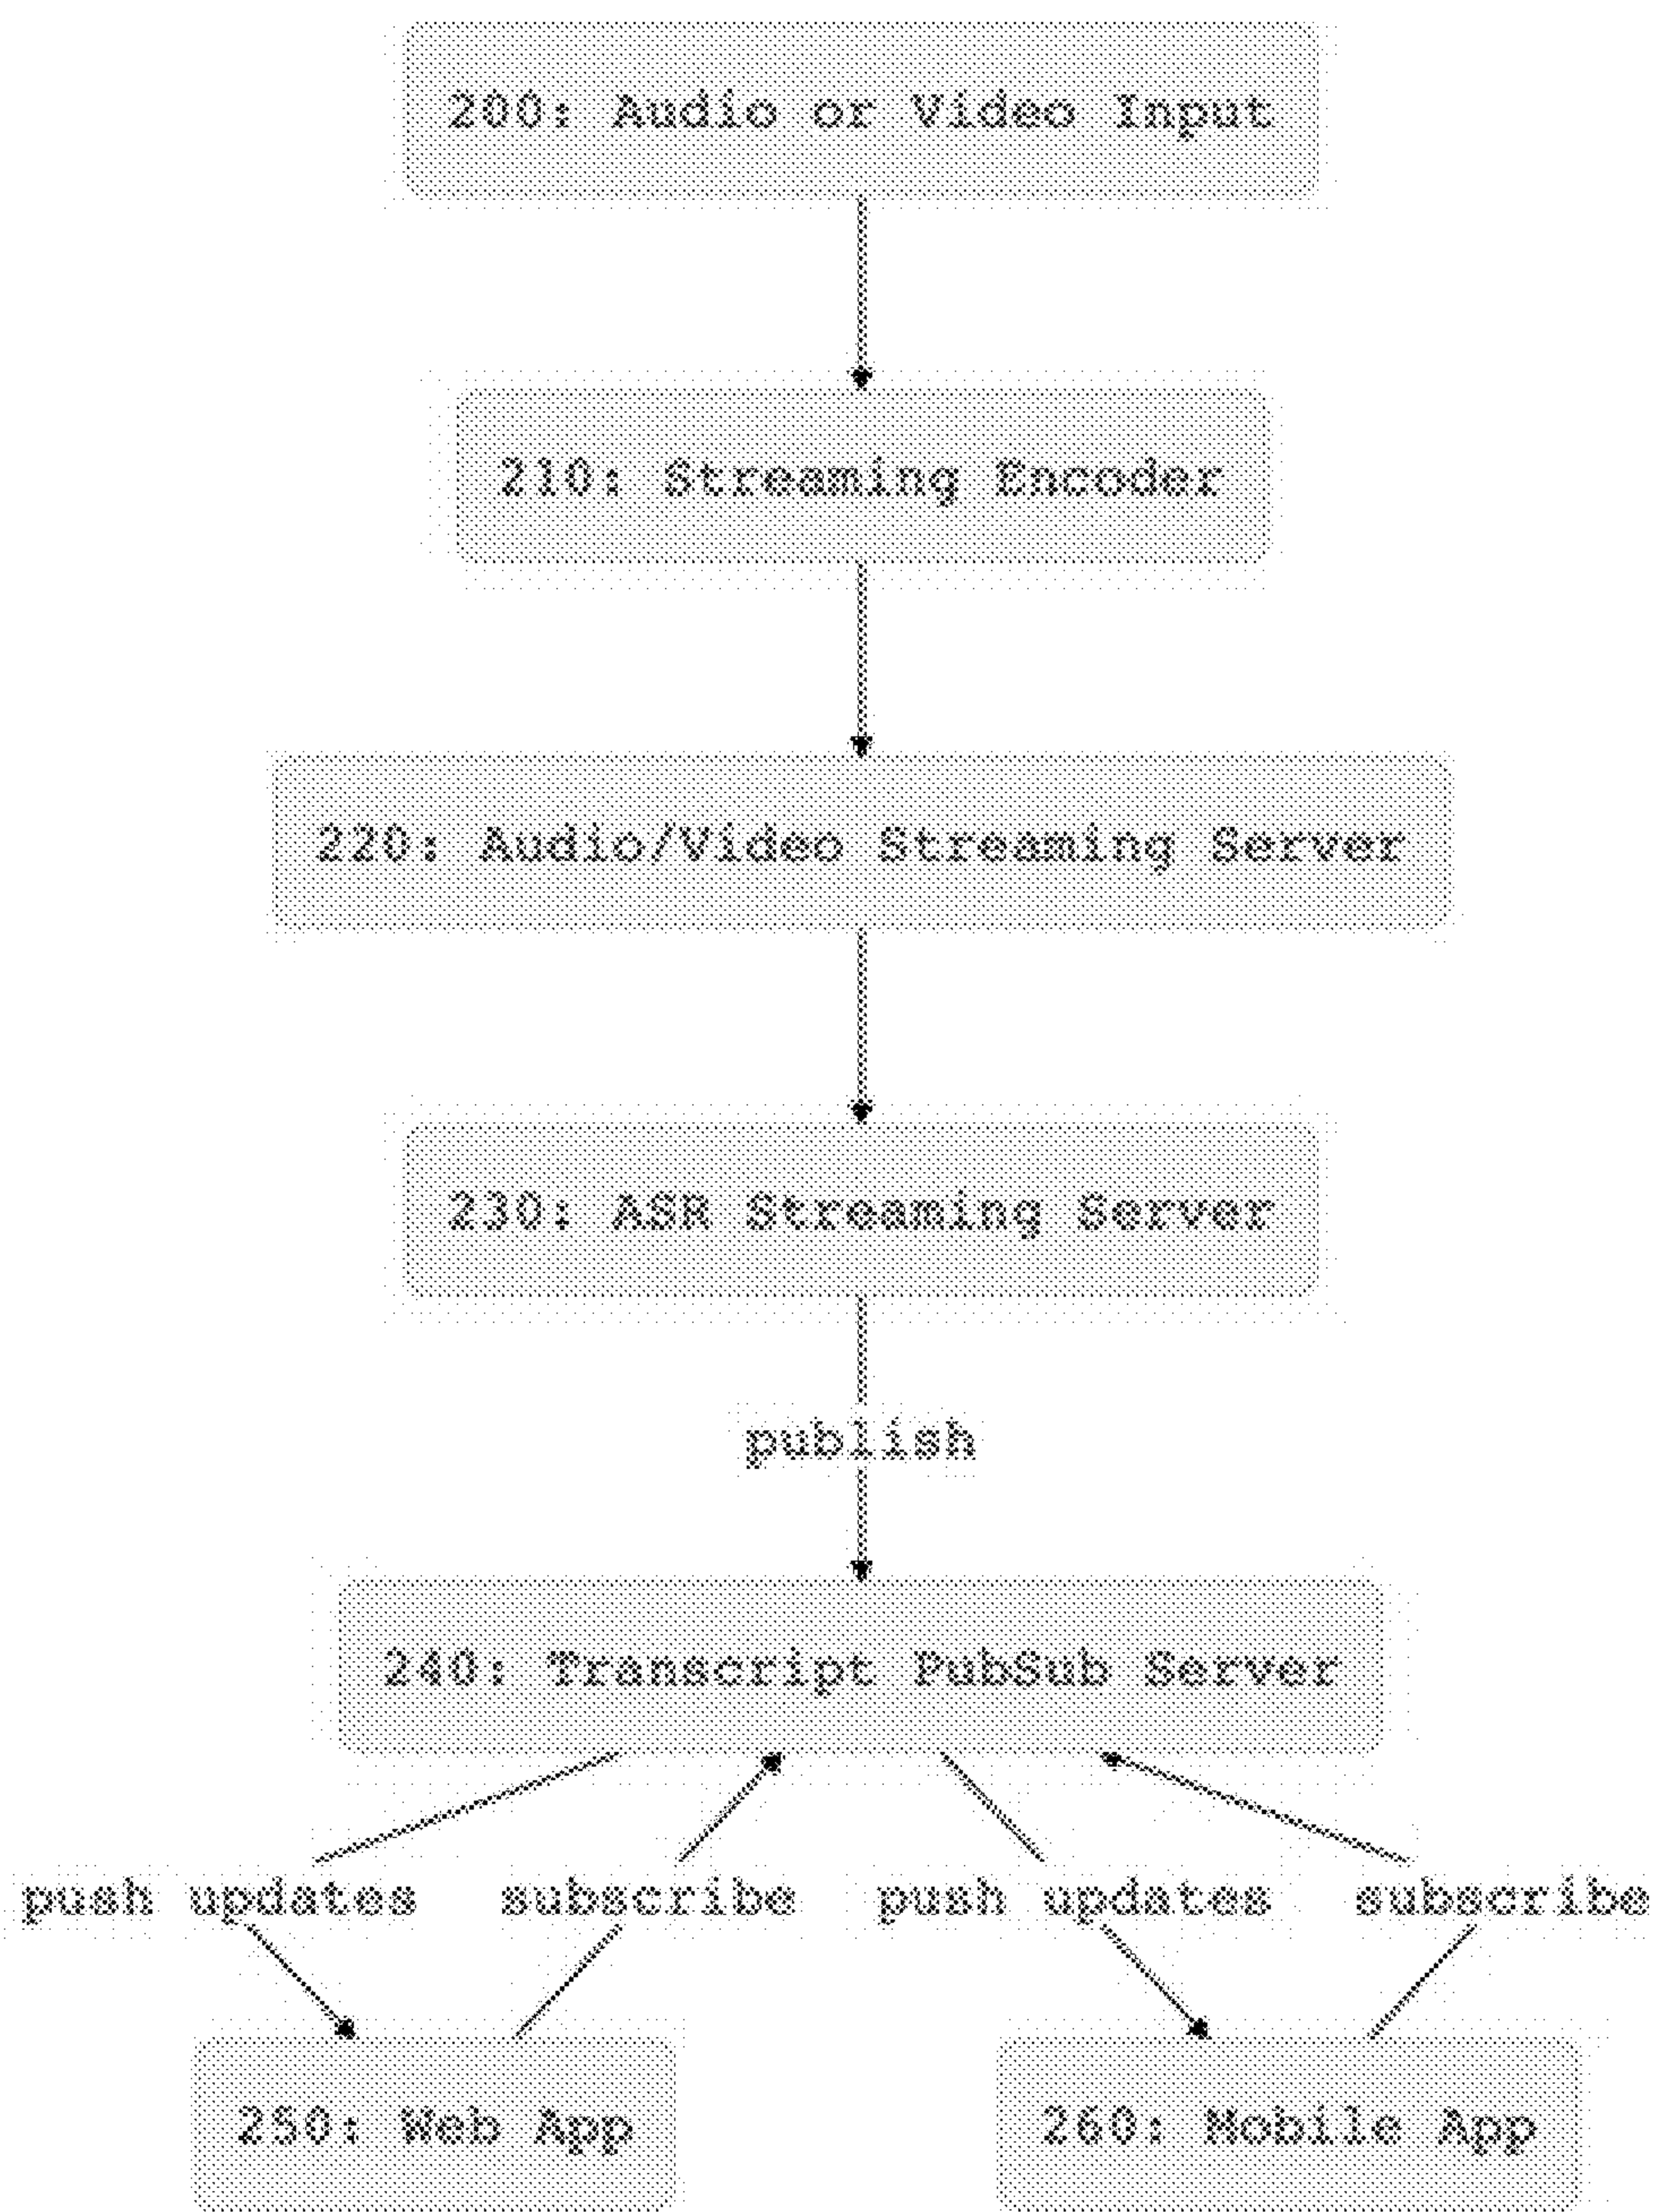 200: Audio or Video Input
210: Streaming Encoder
220: Audio/Video Streaming Server
230: ASR Streaming Server
publish
240: Transcript PubSub Server
push updates subscribe push updates subscribe
250: Web App 260: Mobile App